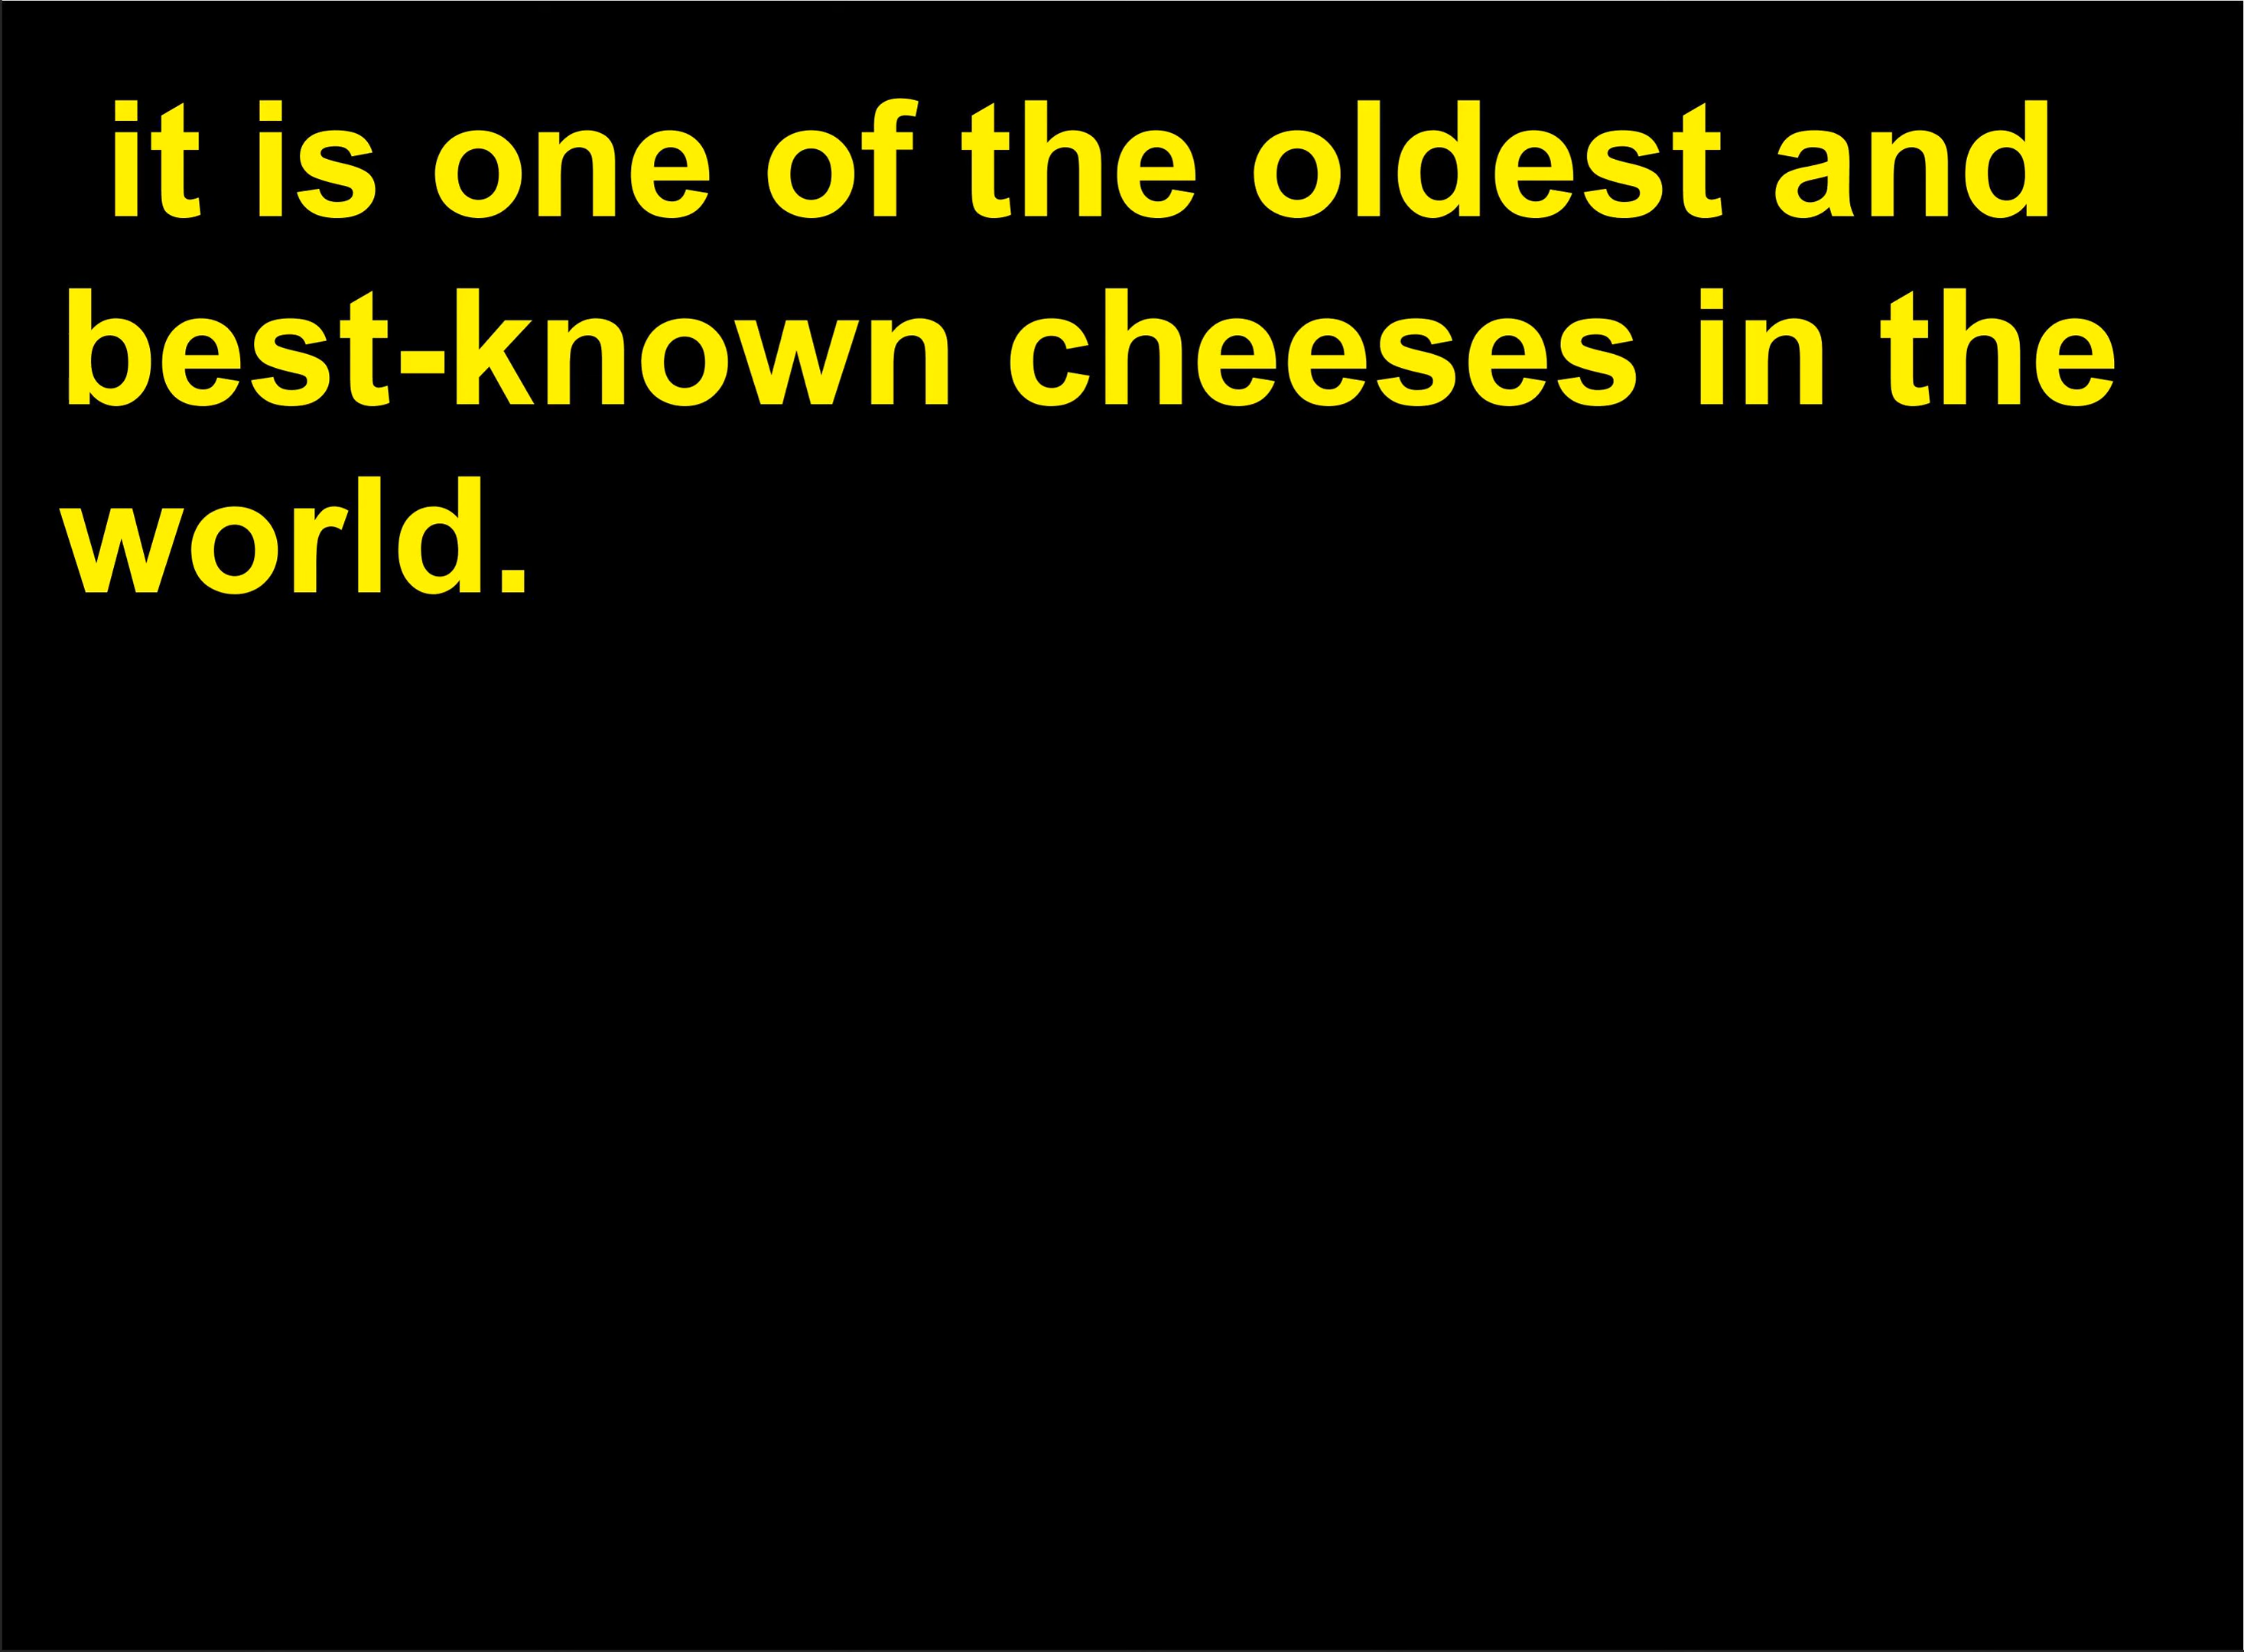 it is one of the oldest and
best-known cheeses in the
world.